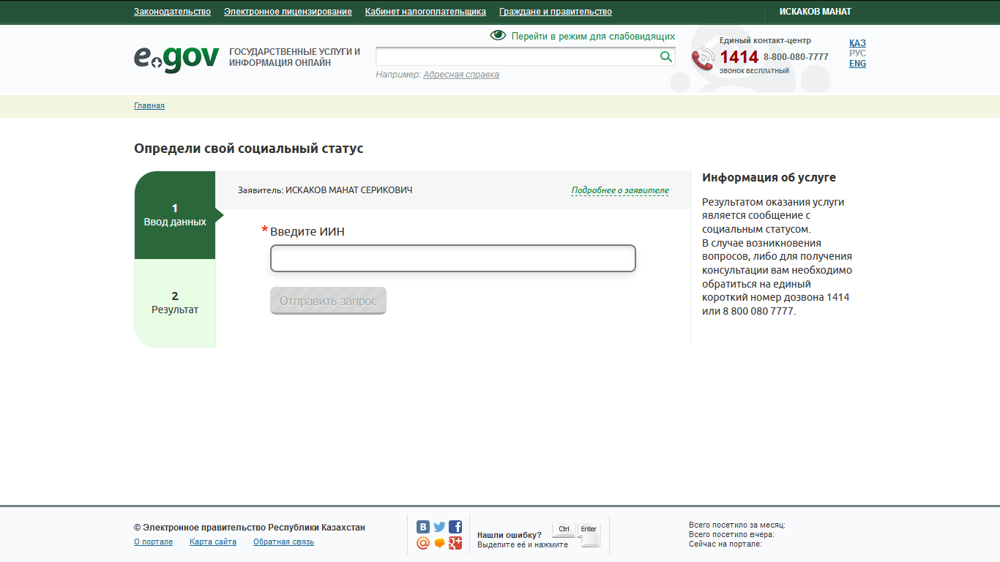 Законодательство Электронное лицензирование Кабинет налогоплательщика Граждане и правительство ИСКАКОВ МАНАТ
Перейти в режим для слабовидящих
e.gov
ГОСУДАРСТВЕННЫЕ УСЛУГИ И
ИНФОРМАЦИЯ ОНЛАЙН
Например: Адресная справка
Единый контакт-центр
1414 8-800-080-7777
ЗВОНОК БЕСПЛАТНЫЙ
ҚАЗ
РУС
ENG
Главная
Определи свой социальный статус
1
Ввод данных
2
Результат
Заявитель: ИСКАКОВ МАНАТ СЕРИКОВИЧ
Подробнее о заявителе
* Введите ИИН
Отправить запрос
Информация об услуге
Результатом оказания услуги
является сообщение с
социальным статусом.
В случае возникновения
вопросов, либо для получения
консультации вам необходимо
обратиться на единый
короткий номер дозвона 1414
или 8 800 080 7777.
© Электронное правительство Республики Казахстан
О портале Карта сайта Обратная связь
Нашли ошибку?
Выделите её и нажмите
Ctrl Enter
Всего посетило за месяц:
Всего посетило вчера:
Сейчас на портале: